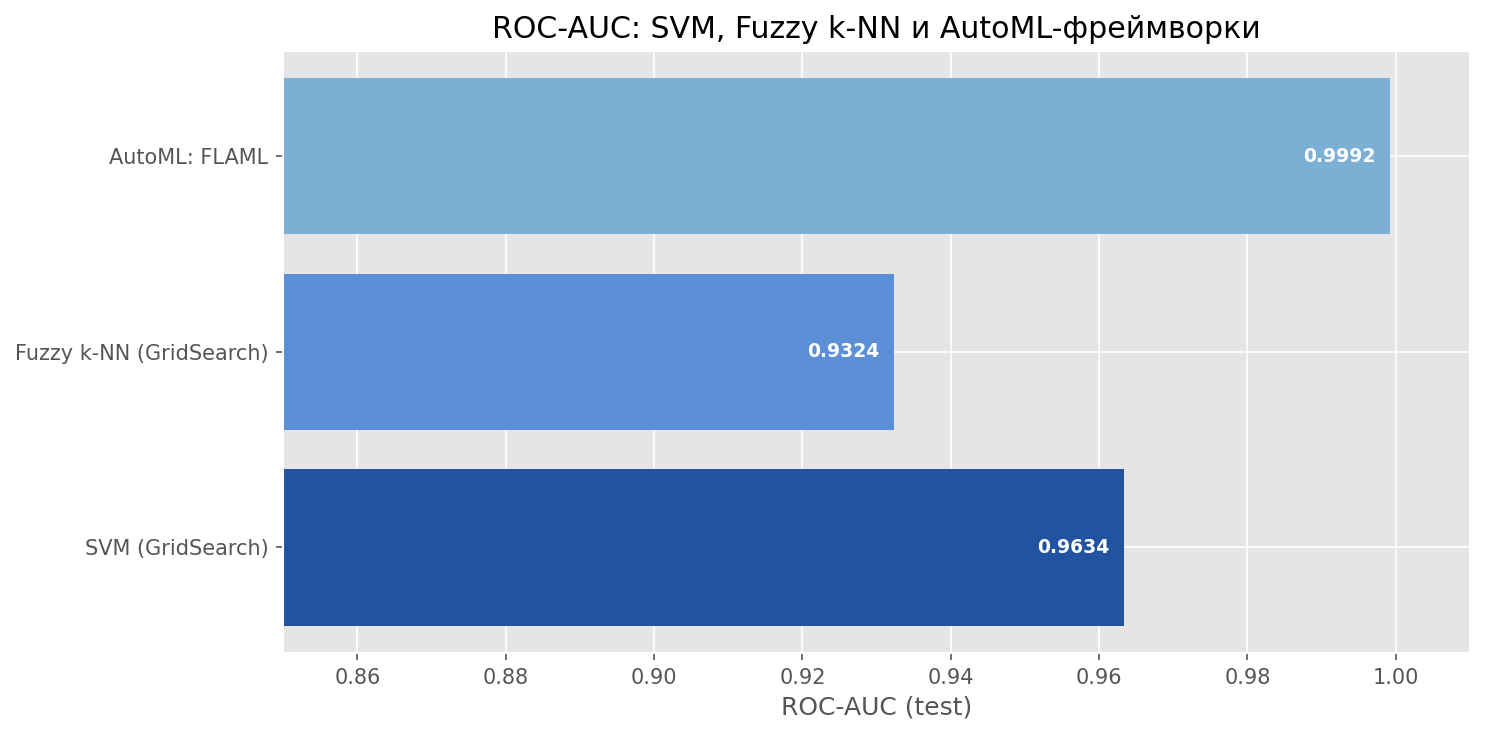 ROC-AUC: SVM, Fuzzy k-NN и AutoML-фреймворки
AutoML: FLAML
0.9992
Fuzzy k-NN (GridSearch)
0.9324
SVM (GridSearch)
0.9634
0.86 0.88 0.90 0.92 0.94 0.96 0.98 1.00
ROC-AUC (test)